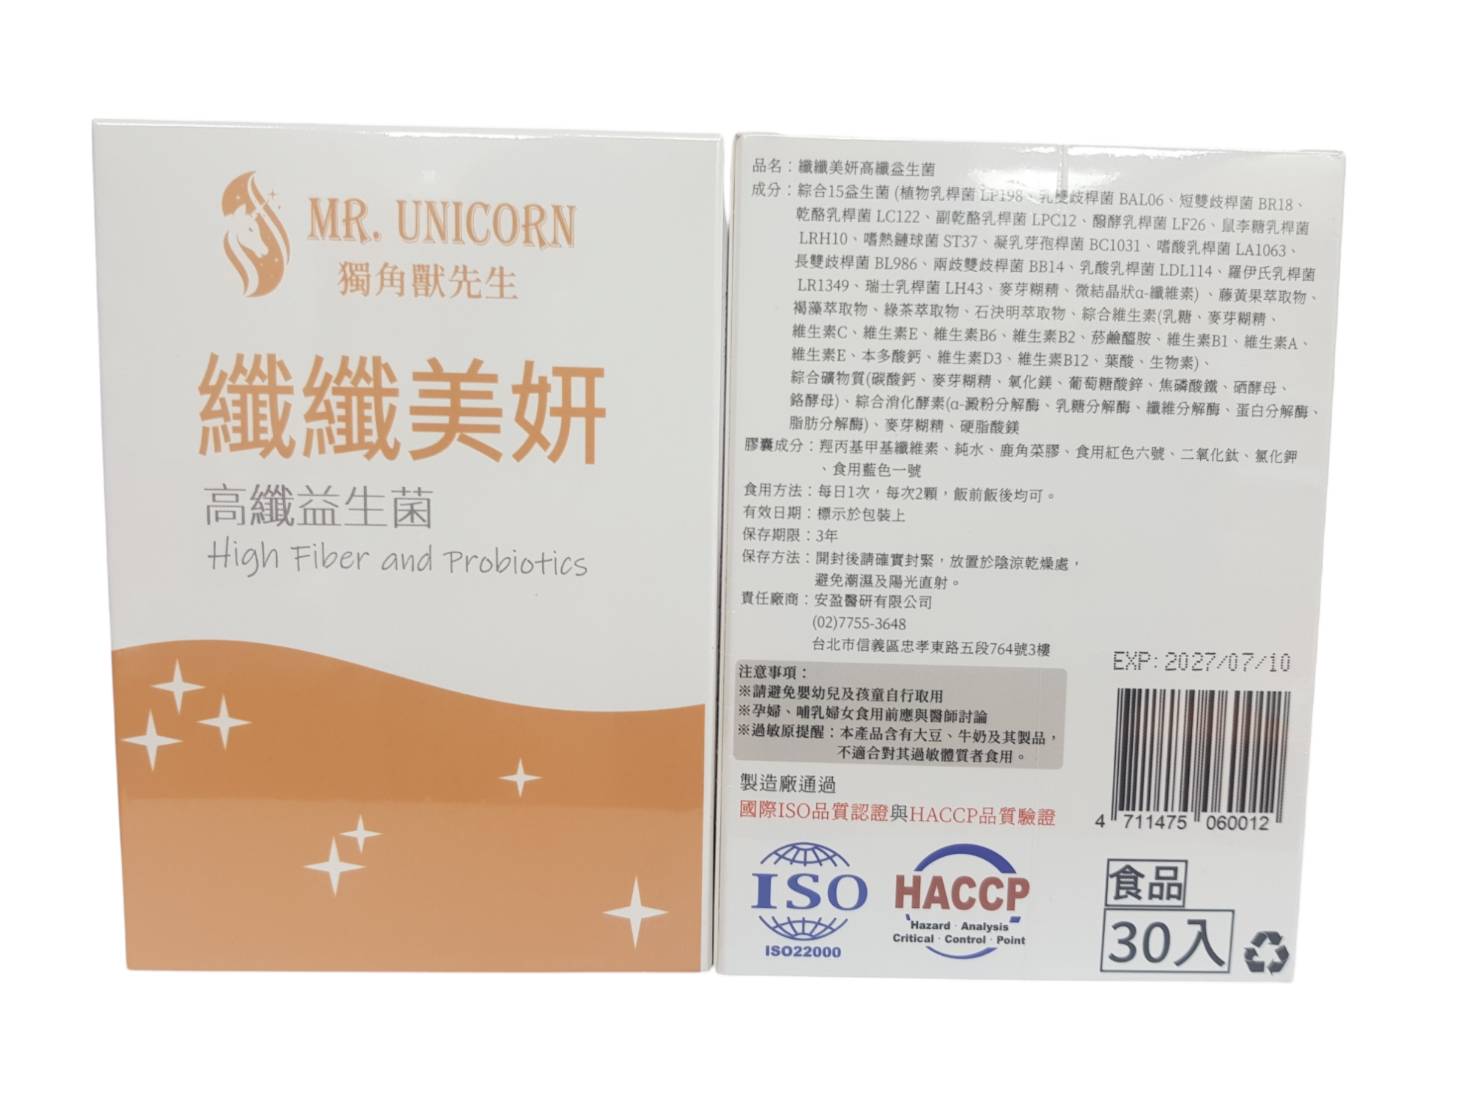 MR. UNICORN
獨角獸先生
纖纖美妍
高纖益生菌
High Fiber and Probiotics
品名：纖纖美妍高纖益生菌
成分：綜合15益生菌 (植物乳桿菌 LP198、乳雙歧桿菌 BAL06、短雙歧桿菌 BR18、
乾酪乳桿菌 LC122、副乾酪乳桿菌 LPC12、醱酵乳桿菌 LF26、鼠李糖乳桿菌
LRH10、嗜熱鏈球菌 ST37、凝乳芽孢桿菌 BC1031、嗜酸乳桿菌 LA1063、
長雙歧桿菌 BL986、兩歧雙歧桿菌 BB14、乳酸乳桿菌 LDL114、羅伊氏乳桿菌
LR1349、瑞士乳桿菌 LH43、麥芽糊精、微結晶狀α-纖維素) 、藤黃果萃取物、
褐藻萃取物、綠茶萃取物、石決明萃取物、綜合維生素(乳糖、麥芽糊精、
維生素C、維生素E、維生素B6、維生素B2、菸鹼醯胺、維生素B1、維生素A、
維生素E、本多酸鈣、維生素D3、維生素B12、葉酸、生物素)、
綜合礦物質(碳酸鈣、麥芽糊精、氧化鎂、葡萄糖酸鋅、焦磷酸鐵、硒酵母、
鉻酵母)、綜合消化酵素(α-澱粉分解酶、乳糖分解酶、纖維分解酶、蛋白分解酶、
脂肪分解酶)、麥芽糊精、硬脂酸鎂
膠囊成分：羥丙基甲基纖維素、純水、鹿角菜膠、食用紅色六號、二氧化鈦、氯化鉀
、食用藍色一號
食用方法：每日1次，每次2顆，飯前飯後均可。
有效日期：標示於包裝上
保存期限：3年
保存方法：開封後請確實封緊，放置於陰涼乾燥處，
避免潮濕及陽光直射。
責任廠商：安盈醫研有限公司
(02)7755-3648
台北市信義區忠孝東路五段764號3樓
注意事項：
※請避免嬰幼兒及孩童自行取用
※孕婦、哺乳婦女食用前應與醫師討論
※過敏原提醒：本產品含有大豆、牛奶及其製品，
不適合對其過敏體質者食用。
製造廠通過
國際ISO品質認證與HACCP品質驗證
EXP: 2027/07/10
4 711475 060012
ISO
ISO22000
HACCP
Hazard · Analysis
Critical · Control · Point
食品
30入